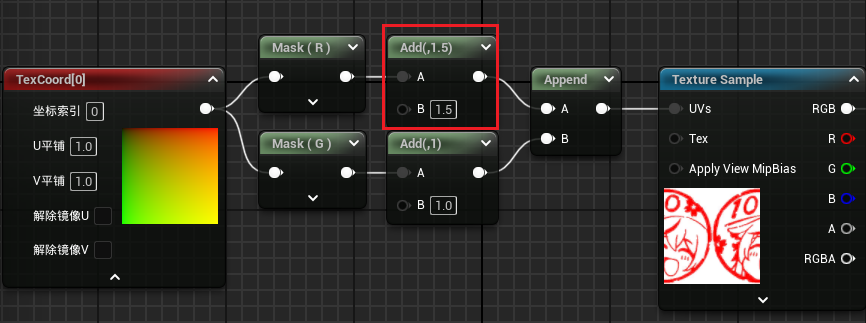 TexCoord[0]
坐标索引 0
U平铺 1.0
V平铺 1.0
解除镜像U
解除镜像V
Mask ( R )
Mask ( G )
Add(,1.5)
A
B 1.5
Add(,1)
A
B 1.0
Append
A
B
Texture Sample
UVs RGB
Tex R
Apply View MipBias G
B
A
RGBA
10
10